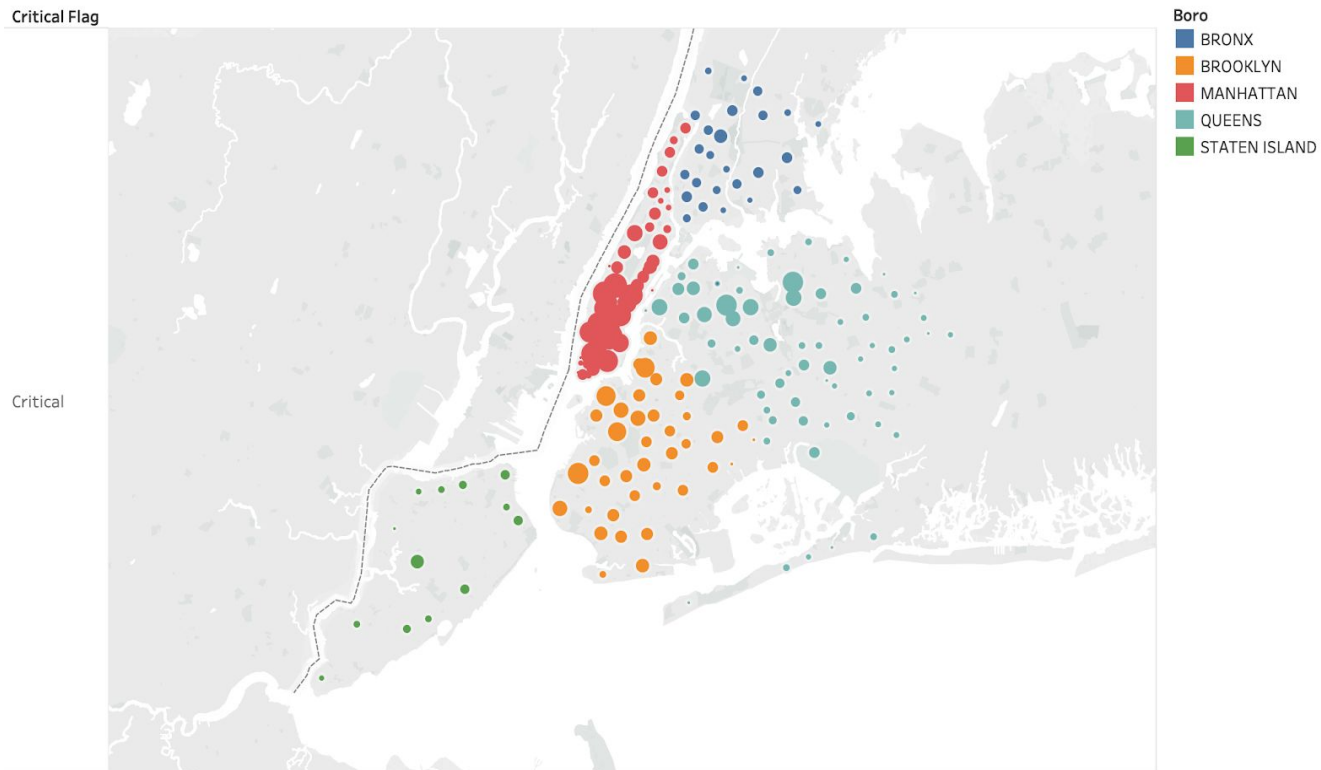 Critical Flag
Critical
Boro
BRONX
BROOKLYN
MANHATTAN
QUEENS
STATEN ISLAND